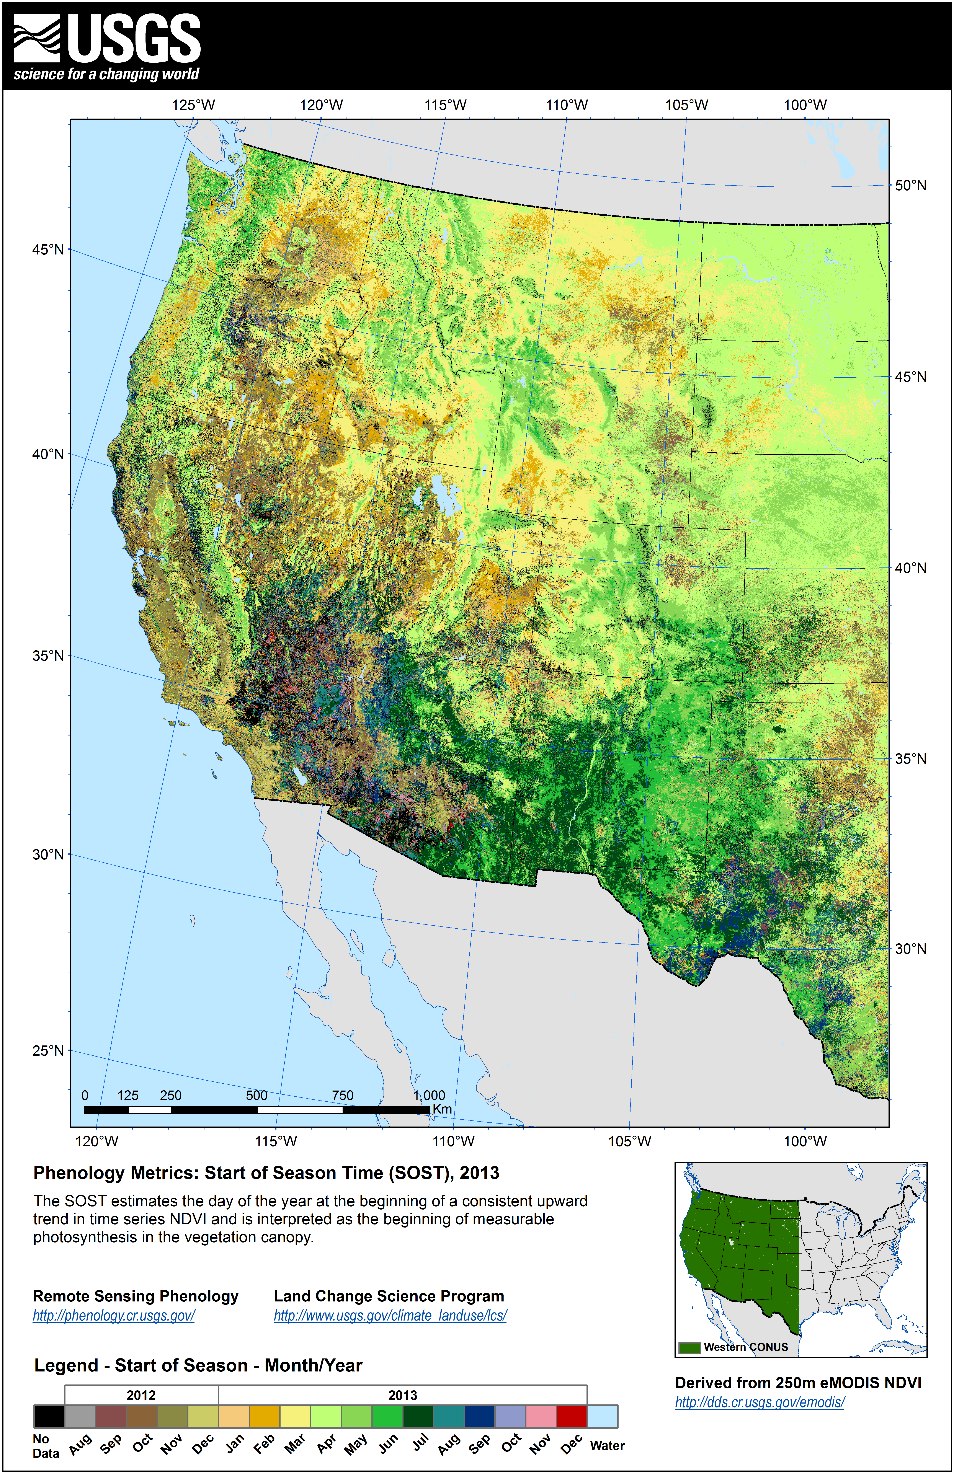 USGS
science for a changing world
125°W 120°W 115°W 110°W 105°W 100°W
50°N
45°N
45°N
40°N
40°N
35°N
35°N
30°N
30°N
25°N
0 125 250 500 750 1,000
Km
120°W 115°W 110°W 105°W 100°W
Phenology Metrics: Start of Season Time (SOST), 2013
The SOST estimates the day of the year at the beginning of a consistent upward
trend in time series NDVI and is interpreted as the beginning of measurable
photosynthesis in the vegetation canopy.
Remote Sensing Phenology
http://phenology.cr.usgs.gov/
Land Change Science Program
http://www.usgs.gov/climate_landuse/lcs/
Western CONUS
Derived from 250m eMODIS NDVI
http://dds.cr.usgs.gov/emodis/
Legend - Start of Season - Month/Year
2012 2013
No Data Aug Sep Oct Nov Dec Jan Feb Mar Apr May Jun Jul Aug Sep Oct Nov Dec Water